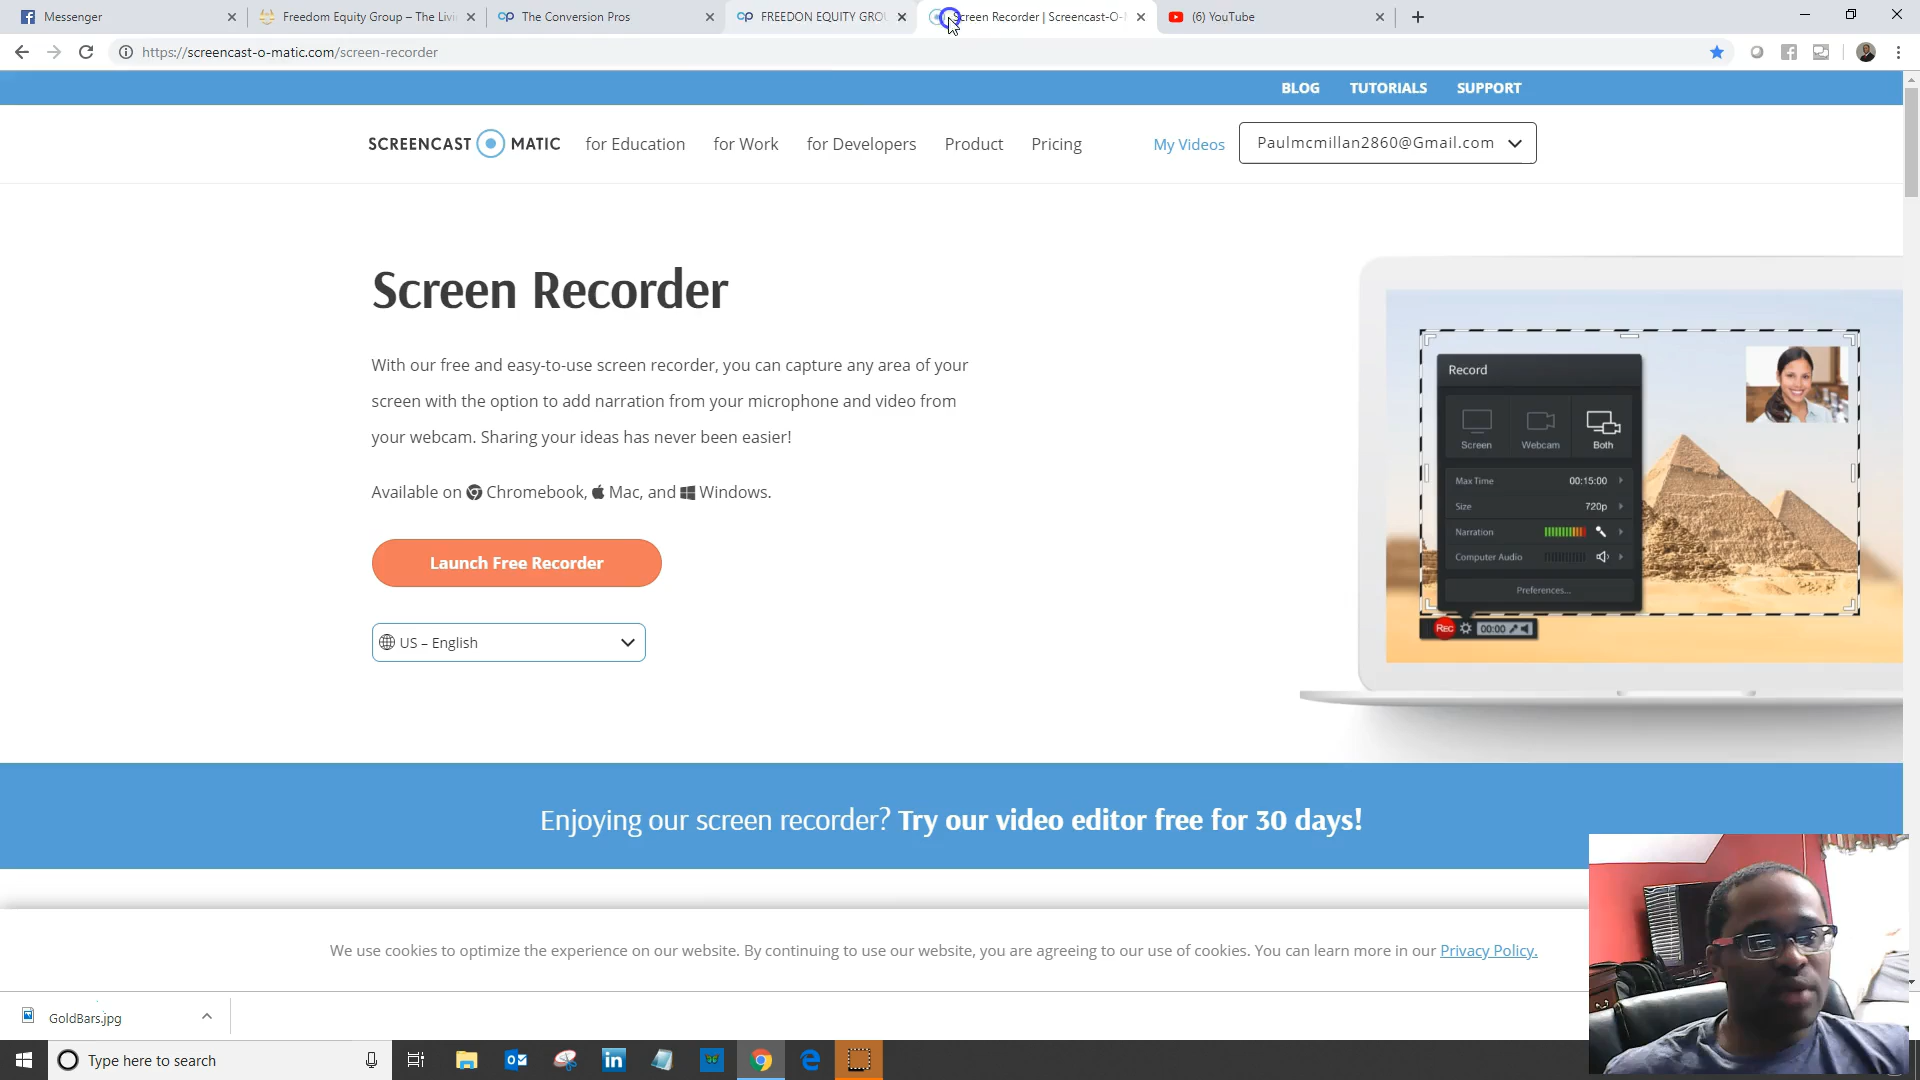 Messenger
Freedom Equity Group – The Livi
The Conversion Pros
FREEDON EQUITY GROU
Screen Recorder | Screencast-O-
(6) YouTube
https://screencast-o-matic.com/screen-recorder
BLOG TUTORIALS SUPPORT
SCREENCAST MATIC for Education for Work for Developers Product Pricing My Videos Paulmcmillan2860@Gmail.com
Screen Recorder
With our free and easy-to-use screen recorder, you can capture any area of your
screen with the option to add narration from your microphone and video from
your webcam. Sharing your ideas has never been easier!
Available on Chromebook, Mac, and Windows.
Launch Free Recorder
US – English
Record
Screen Webcam Both
Max Time 00:15:00
Size 720p
Narration
Computer Audio
Preferences...
Rec 00:00
Enjoying our screen recorder? Try our video editor free for 30 days!
We use cookies to optimize the experience on our website. By continuing to use our website, you are agreeing to our use of cookies. You can learn more in our Privacy Policy.
GoldBars.jpg
Type here to search